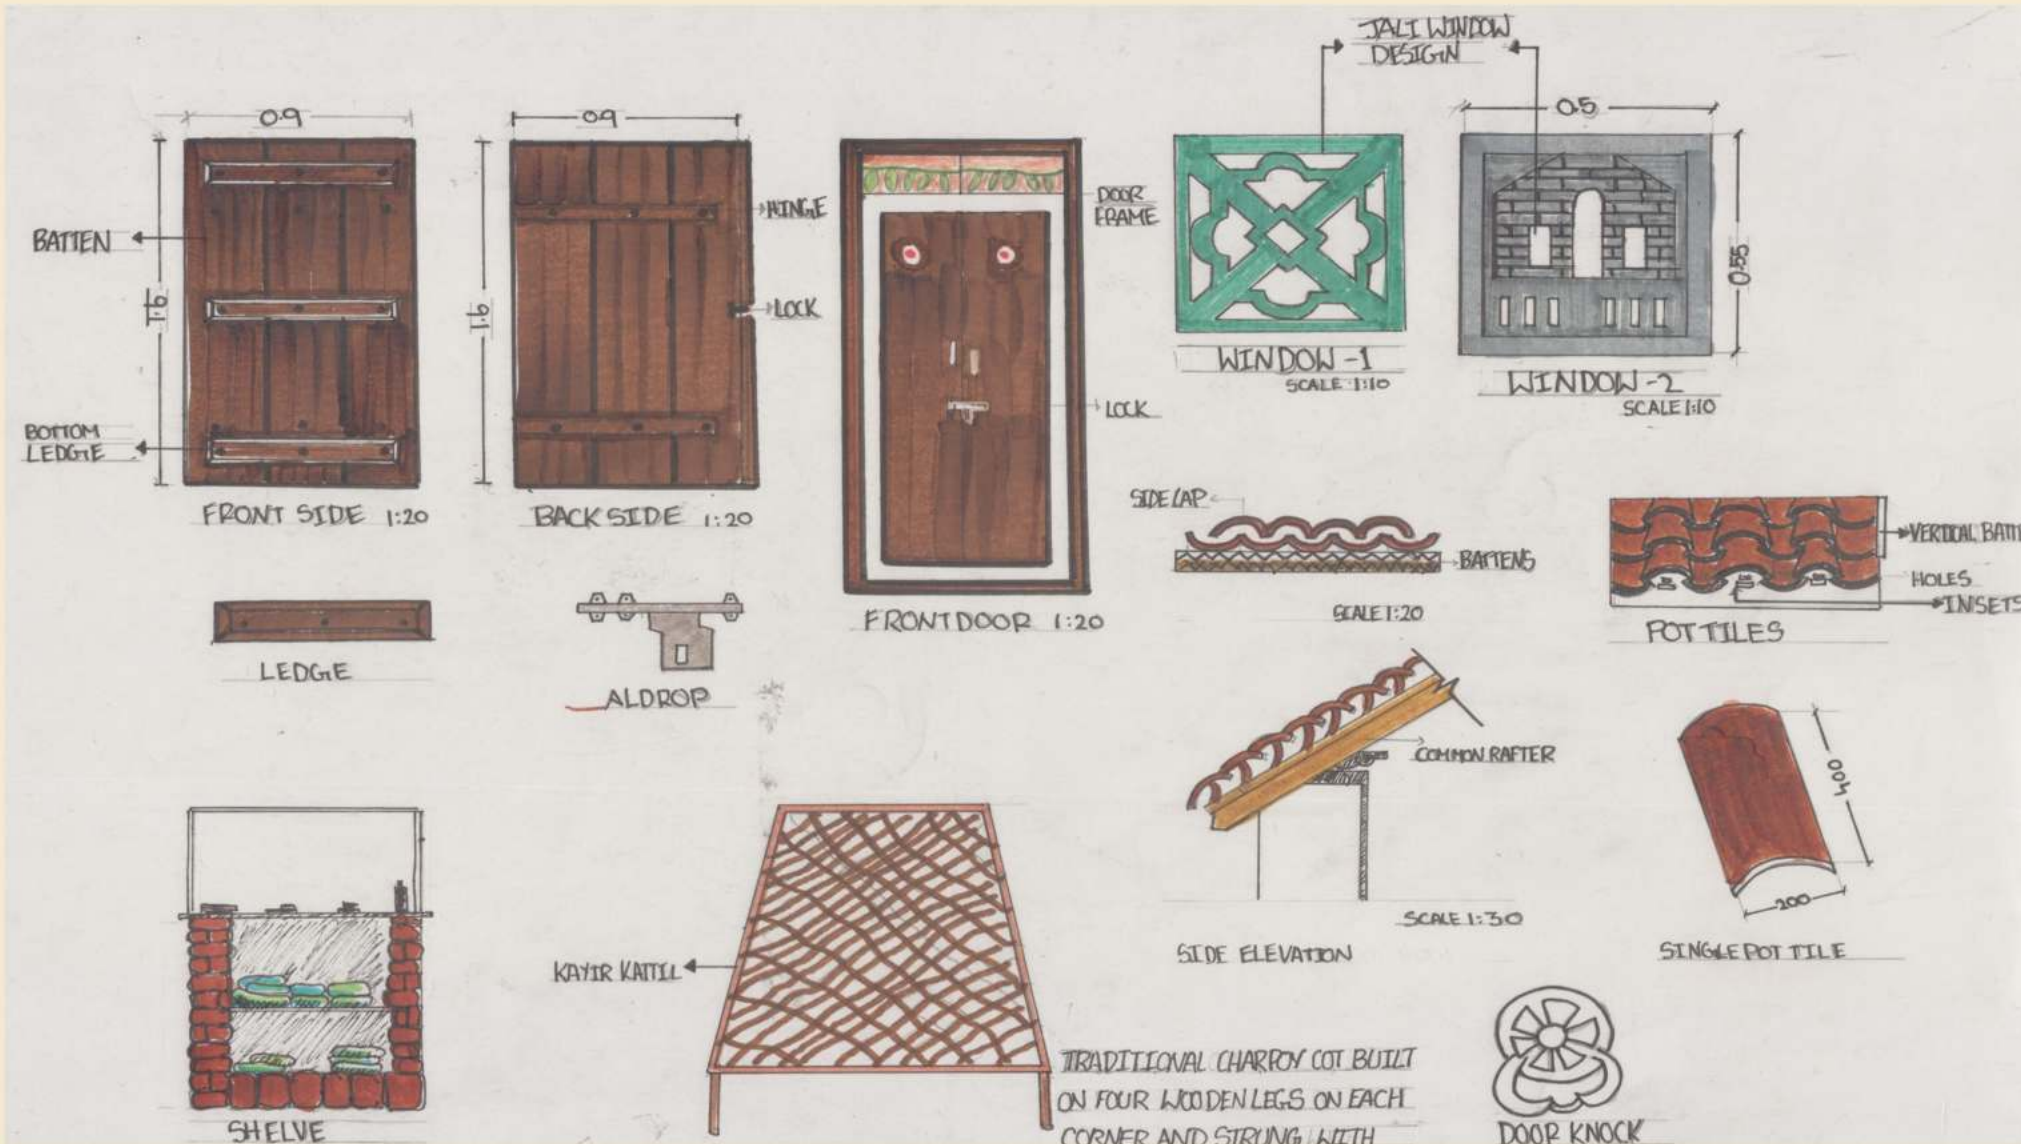 JALI WINDOW
DESIGN
0.9
0.9
0.5
BATTEN
1.6
1.6
HINGE
LOCK
DOOR
FRAME
LOCK
0.55
BOTTOM
LEDGE
FRONT SIDE 1:20
BACK SIDE 1:20
FRONT DOOR 1:20
WINDOW -1
SCALE 1:10
WINDOW -2
SCALE 1:10
SIDE LAP
BATTENS
SCALE 1:20
VERTICAL BATT
HOLES
INSETS
POT TILES
LEDGE
ALDROP
COMMON RAFTER
SCALE 1:30
SIDE ELEVATION
400
200
SINGLE POT TILE
SHELVE
KAYIR KATTIL
TRADITIONAL CHARPOY COT BUILT
ON FOUR WOODEN LEGS ON EACH
CORNER AND STRUNG WITH
DOOR KNOCK